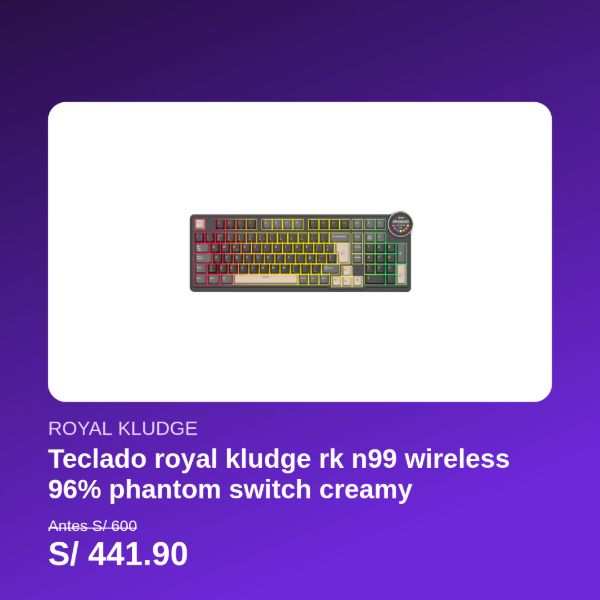 ROYAL KLUDGE
Teclado royal kludge rk n99 wireless
96% phantom switch creamy
Antes S/ 600
S/ 441.90